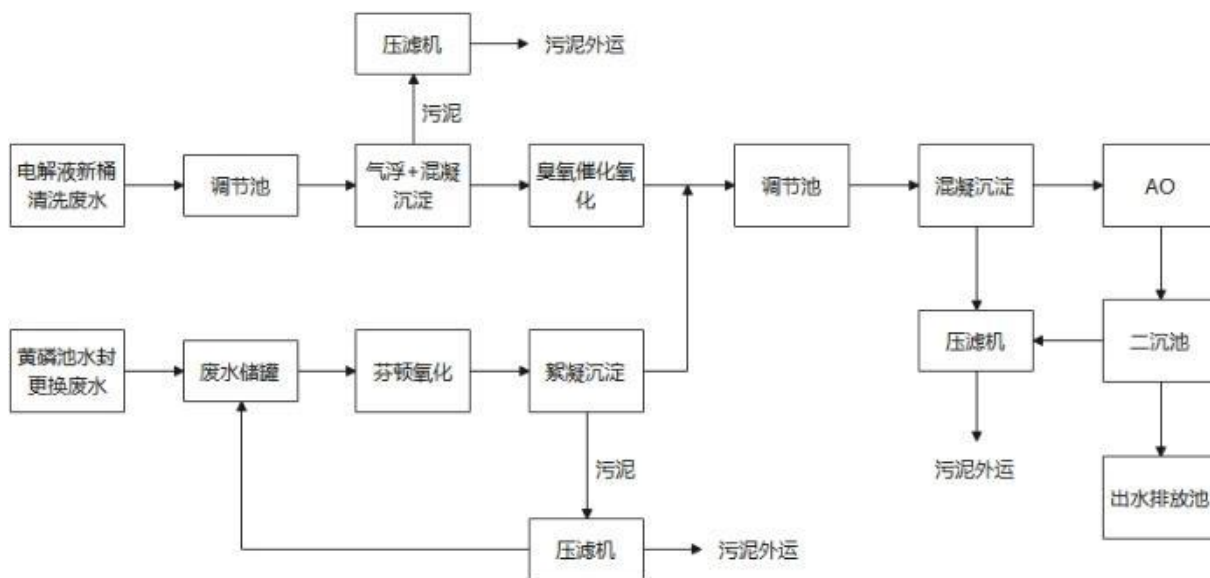 压滤机
污泥外运
污泥
电解液新桶
清洗废水
调节池
气浮+混凝
沉淀
臭氧催化氧
化
调节池
混凝沉淀
AO
黄磷池水封
更换废水
废水储罐
芬顿氧化
絮凝沉淀
压滤机
二沉池
污泥
污泥外运
出水排放池
压滤机
污泥外运